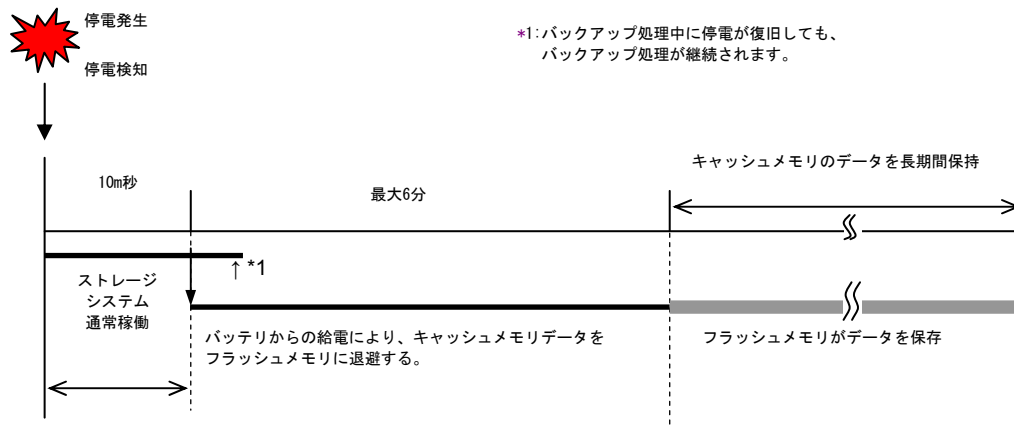 停電発生
停電検知
*1:バックアップ処理中に停電が復旧しても、
バックアップ処理が継続されます。
キャッシュメモリのデータを長期間保持
10m秒
最大6分
↑ *1
ストレージ
システム
通常稼働
バッテリからの給電により、キャッシュメモリデータを
フラッシュメモリに退避する。
フラッシュメモリがデータを保存